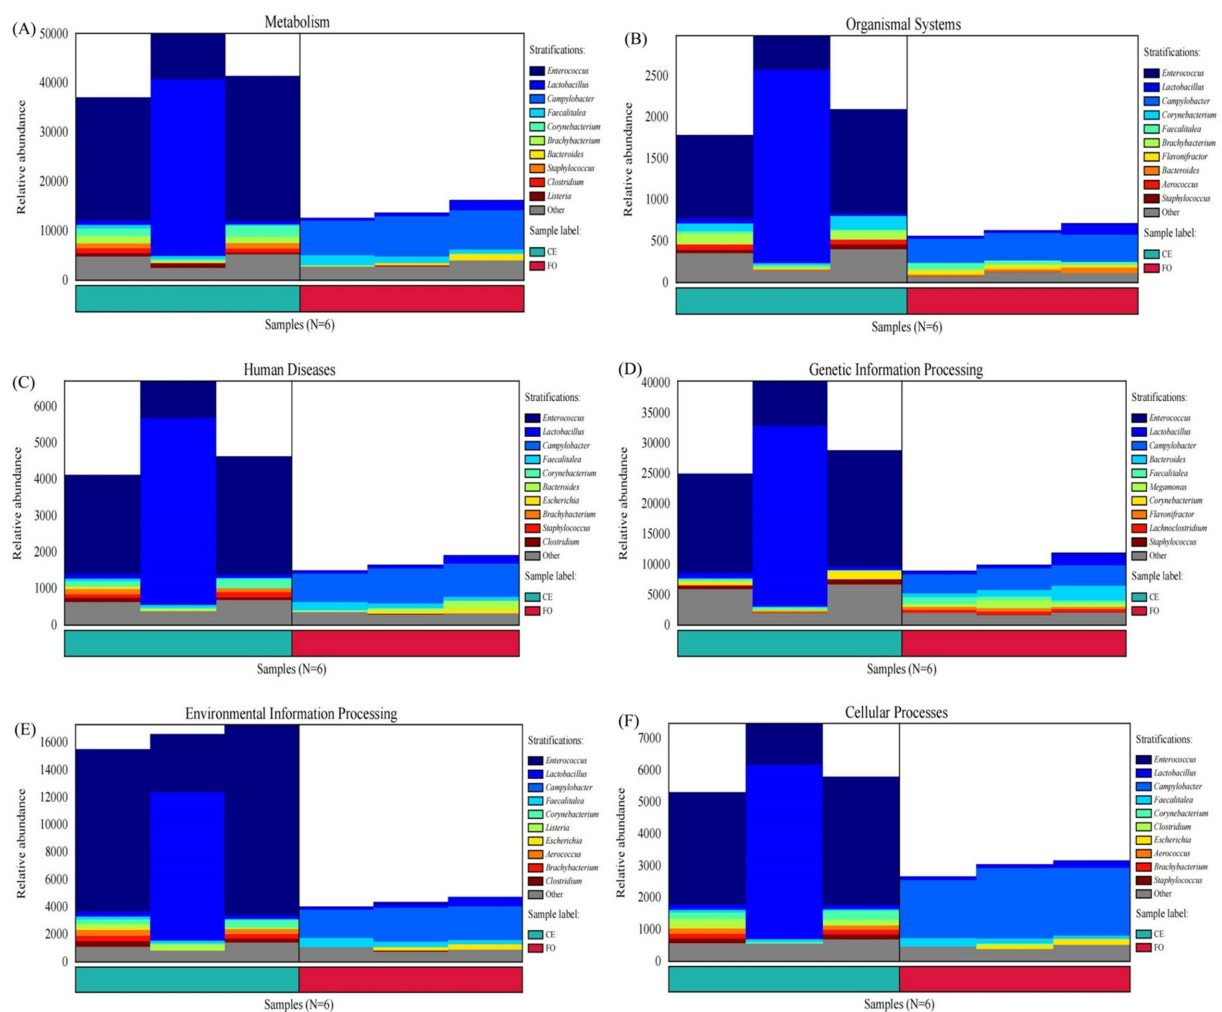 (A)
Metabolism
Relative abundance
50000
40000
30000
20000
10000
0
Samples (N=6)
Stratifications:
Enterococcus
Lactobacillus
Campylobacter
Faecalitalea
Corynebacterium
Brachybacterium
Bacteroides
Staphylococcus
Clostridium
Listeria
Other
Sample label:
CE
FO
(B)
Organismal Systems
Relative abundance
2500
2000
1500
1000
500
0
Samples (N=6)
Stratifications:
Enterococcus
Lactobacillus
Campylobacter
Corynebacterium
Faecalitalea
Brachybacterium
Flavonifractor
Bacteroides
Aerococcus
Staphylococcus
Other
Sample label:
CE
FO
(C)
Human Diseases
Relative abundance
6000
5000
4000
3000
2000
1000
0
Samples (N=6)
Stratifications:
Enterococcus
Lactobacillus
Campylobacter
Faecalitalea
Corynebacterium
Bacteroides
Escherichia
Brachybacterium
Staphylococcus
Clostridium
Other
Sample label:
CE
FO
(D)
Genetic Information Processing
Relative abundance
40000
35000
30000
25000
20000
15000
10000
5000
0
Samples (N=6)
Stratifications:
Enterococcus
Lactobacillus
Campylobacter
Bacteroides
Faecalitalea
Megamonas
Corynebacterium
Flavonifractor
Lachnoclostridium
Staphylococcus
Other
Sample label:
CE
FO
(E)
Environmental Information Processing
Relative abundance
16000
14000
12000
10000
8000
6000
4000
2000
0
Samples (N=6)
Stratifications:
Enterococcus
Lactobacillus
Campylobacter
Faecalitalea
Corynebacterium
Listeria
Escherichia
Aerococcus
Brachybacterium
Clostridium
Other
Sample label:
CE
FO
(F)
Cellular Processes
Relative abundance
7000
6000
5000
4000
3000
2000
1000
0
Samples (N=6)
Stratifications:
Enterococcus
Lactobacillus
Campylobacter
Faecalitalea
Corynebacterium
Clostridium
Escherichia
Aerococcus
Brachybacterium
Staphylococcus
Other
Sample label:
CE
FO